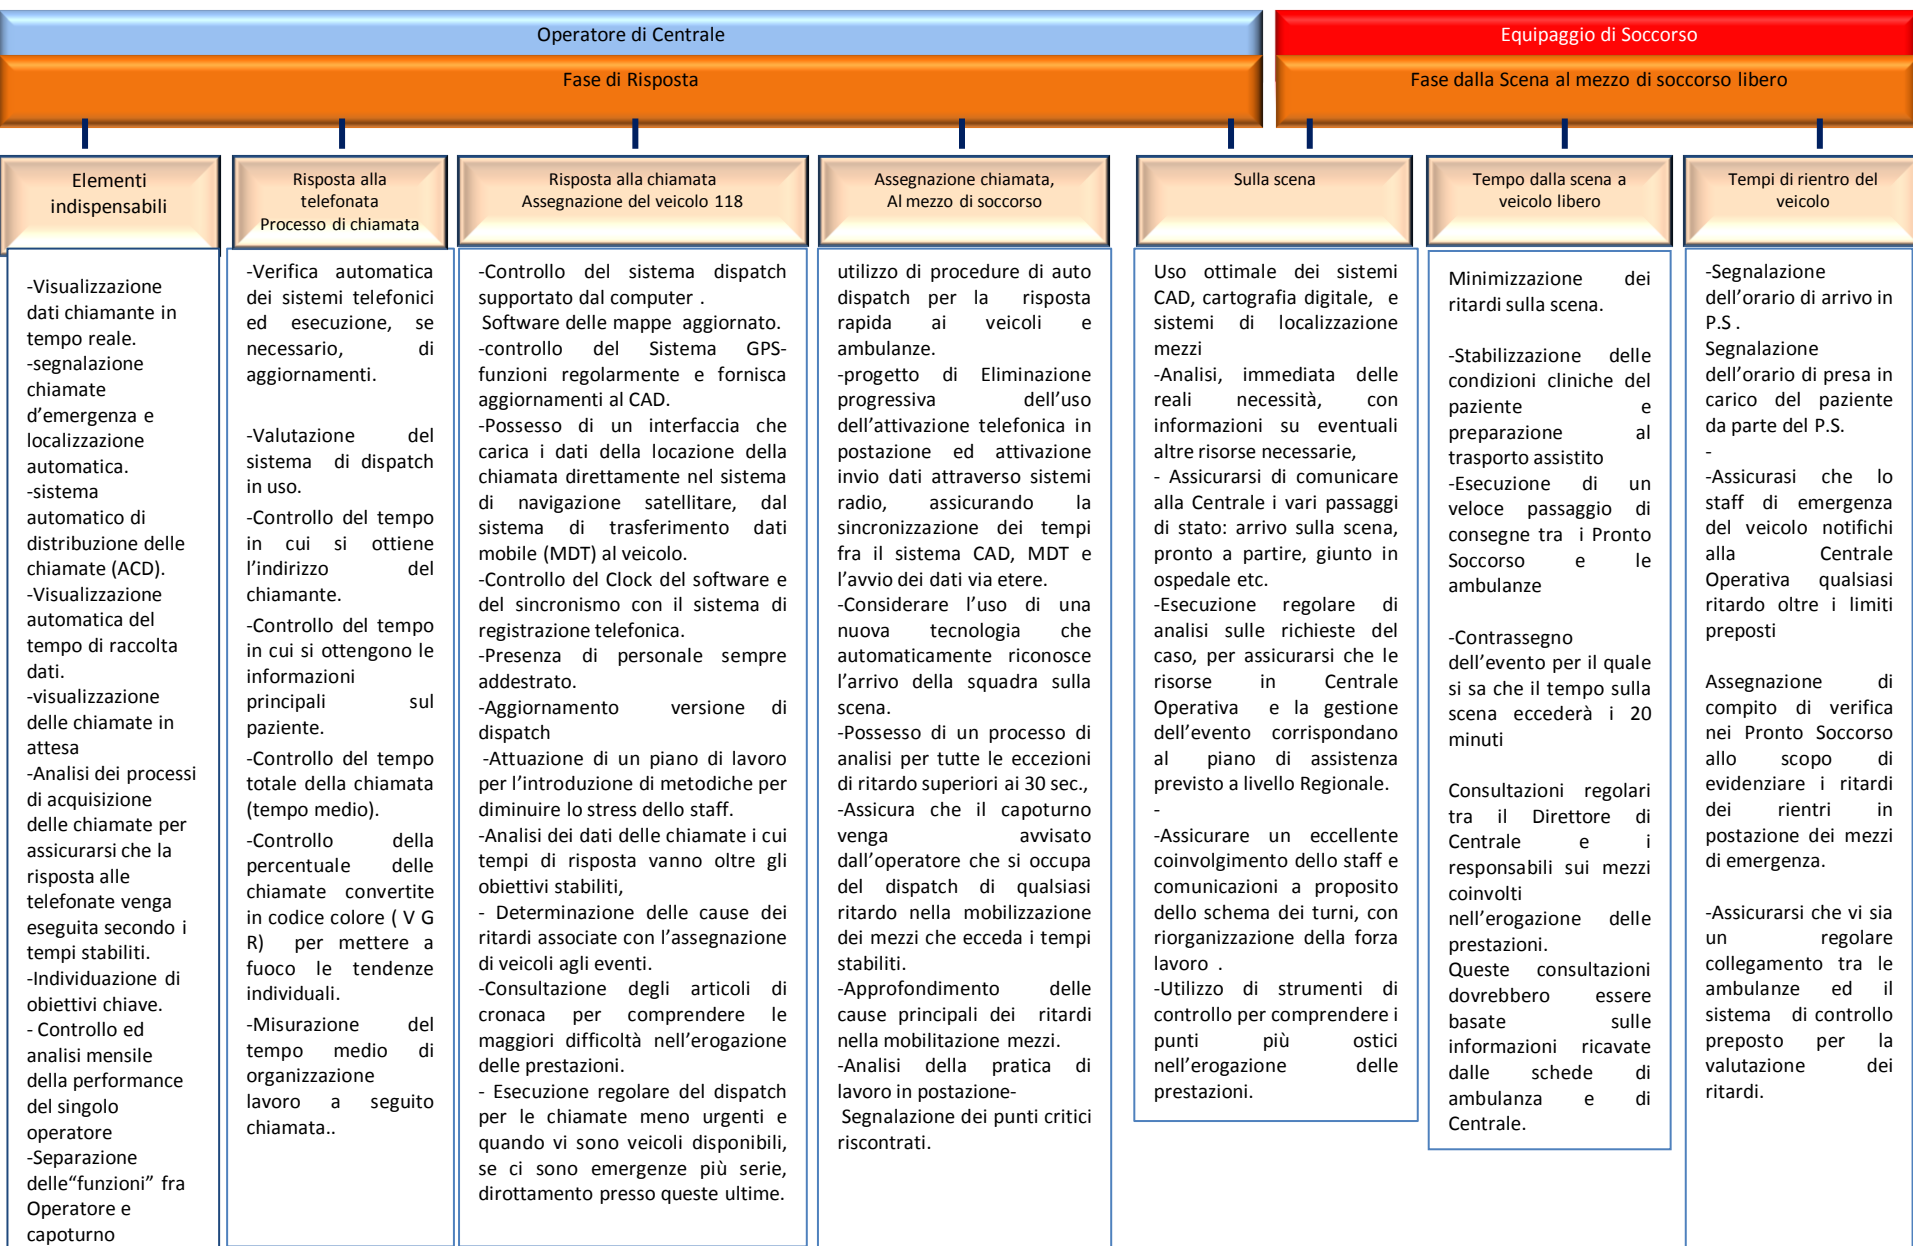 Operatore di Centrale
Equipaggio di Soccorso
Fase di Risposta
Fase dalla Scena al mezzo di soccorso libero
Elementi
indispensabili
-Visualizzazione
dati chiamante in
tempo reale.
-segnalazione
chiamate
d’emergenza e
localizzazione
automatica.
-sistema
automatico di
distribuzione delle
chiamate (ACD).
-Visualizzazione
automatica del
tempo di raccolta
dati.
-visualizzazione
delle chiamate in
attesa
-Analisi dei processi
di acquisizione
delle chiamate per
assicurarsi che la
risposta alle
telefonate venga
eseguita secondo i
tempi stabiliti.
-Individuazione di
obiettivi chiave.
- Controllo ed
analisi mensile
della performance
del singolo
operatore
-Separazione
delle“funzioni” fra
Operatore e
capoturno
Risposta alla
telefonata
Processo di chiamata
-Verifica automatica
dei sistemi telefonici
ed esecuzione, se
necessario, di
aggiornamenti.
-Valutazione del
sistema di dispatch
in uso.
-Controllo del tempo
in cui si ottiene
l’indirizzo del
chiamante.
-Controllo del tempo
in cui si ottengono le
informazioni
principali sul
paziente.
-Controllo del tempo
totale della chiamata
(tempo medio).
-Controllo della
percentuale delle
chiamate convertite
in codice colore ( V G
R) per mettere a
fuoco le tendenze
individuali.
-Misurazione del
tempo medio di
organizzazione
lavoro a seguito
chiamata..
Risposta alla chiamata
Assegnazione del veicolo 118
-Controllo del sistema dispatch
supportato dal computer .
Software delle mappe aggiornato.
-controllo del Sistema GPS-
funzioni regolarmente e fornisca
aggiornamenti al CAD.
-Possesso di un interfaccia che
carica i dati della locazione della
chiamata direttamente nel sistema
di navigazione satellitare, dal
sistema di trasferimento dati
mobile (MDT) al veicolo.
-Controllo del Clock del software e
del sincronismo con il sistema di
registrazione telefonica.
-Presenza di personale sempre
addestrato.
-Aggiornamento versione di
dispatch
-Attuazione di un piano di lavoro
per l’introduzione di metodiche per
diminuire lo stress dello staff.
-Analisi dei dati delle chiamate i cui
tempi di risposta vanno oltre gli
obiettivi stabiliti,
- Determinazione delle cause dei
ritardi associate con l’assegnazione
di veicoli agli eventi.
-Consultazione degli articoli di
cronaca per comprendere le
maggiori difficoltà nell’erogazione
delle prestazioni.
- Esecuzione regolare del dispatch
per le chiamate meno urgenti e
quando vi sono veicoli disponibili,
se ci sono emergenze più serie,
dirottamento presso queste ultime.
Assegnazione chiamata,
Al mezzo di soccorso
utilizzo di procedure di auto
dispatch per la risposta
rapida ai veicoli e
ambulanze.
-progetto di Eliminazione
progressiva dell’uso
dell’attivazione telefonica in
postazione ed attivazione
invio dati attraverso sistemi
radio, assicurando la
sincronizzazione dei tempi
fra il sistema CAD, MDT e
l’avvio dei dati via etere.
-Considerare l’uso di una
nuova tecnologia che
automaticamente riconosce
l’arrivo della squadra sulla
scena.
-Possesso di un processo di
analisi per tutte le eccezioni
di ritardo superiori ai 30 sec.,
-Assicura che il capoturno
venga avvisato
dall’operatore che si occupa
del dispatch di qualsiasi
ritardo nella mobilizzazione
dei mezzi che ecceda i tempi
stabiliti.
-Approfondimento delle
cause principali dei ritardi
nella mobilitazione mezzi.
-Analisi della pratica di
lavoro in postazione-
Segnalazione dei punti critici
riscontrati.
Sulla scena
Uso ottimale dei sistemi
CAD, cartografia digitale, e
sistemi di localizzazione
mezzi
-Analisi, immediata delle
reali necessità, con
informazioni su eventuali
altre risorse necessarie,
- Assicurarsi di comunicare
alla Centrale i vari passaggi
di stato: arrivo sulla scena,
pronto a partire, giunto in
ospedale etc.
-Esecuzione regolare di
analisi sulle richieste del
caso, per assicurarsi che le
risorse in Centrale
Operativa e la gestione
dell’evento corrispondano
al piano di assistenza
previsto a livello Regionale.
-
-Assicurare un eccellente
coinvolgimento dello staff e
comunicazioni a proposito
dello schema dei turni, con
riorganizzazione della forza
lavoro .
-Utilizzo di strumenti di
controllo per comprendere i
punti più ostici
nell’erogazione delle
prestazioni.
Tempo dalla scena a
veicolo libero
Minimizzazione dei
ritardi sulla scena.
-Stabilizzazione delle
condizioni cliniche del
paziente e
preparazione al
trasporto assistito
-Esecuzione di un
veloce passaggio di
consegne tra i Pronto
Soccorso e le
ambulanze
-Contrassegno
dell’evento per il quale
si sa che il tempo sulla
scena eccederà i 20
minuti
Consultazioni regolari
tra il Direttore di
Centrale e i
responsabili sui mezzi
coinvolti
nell’erogazione delle
prestazioni.
Queste consultazioni
dovrebbero essere
basate sulle
informazioni ricavate
dalle schede di
ambulanza e di
Centrale.
Tempi di rientro del
veicolo
-Segnalazione
dell’orario di arrivo in
P.S .
Segnalazione
dell’orario di presa in
carico del paziente
da parte del P.S.
-
-Assicurasi che lo
staff di emergenza
del veicolo notifichi
alla Centrale
Operativa qualsiasi
ritardo oltre i limiti
preposti
Assegnazione di
compito di verifica
nei Pronto Soccorso
allo scopo di
evidenziare i ritardi
dei rientri in
postazione dei mezzi
di emergenza.
-Assicurarsi che vi sia
un regolare
collegamento tra le
ambulanze ed il
sistema di controllo
preposto per la
valutazione dei
ritardi.